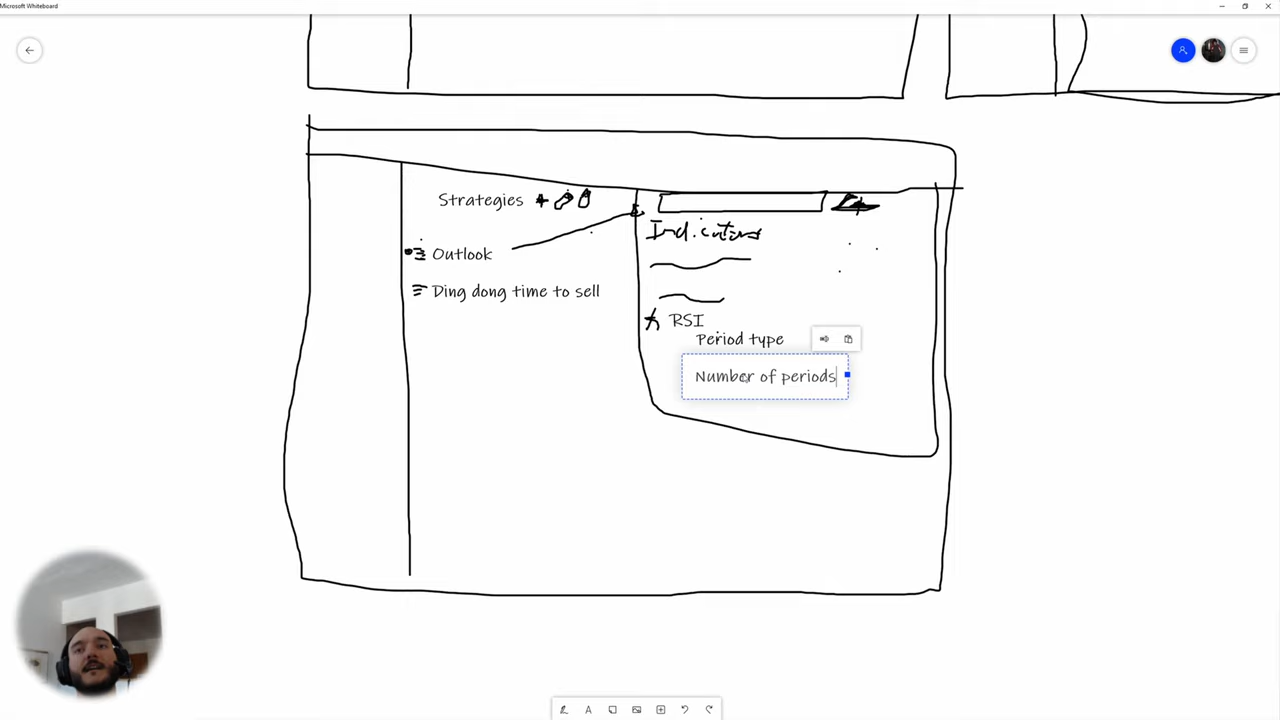 Microsoft Whiteboard
Strategies
Indicators
Outlook
Ding dong time to sell
RSI
Period type
Number of periods
A